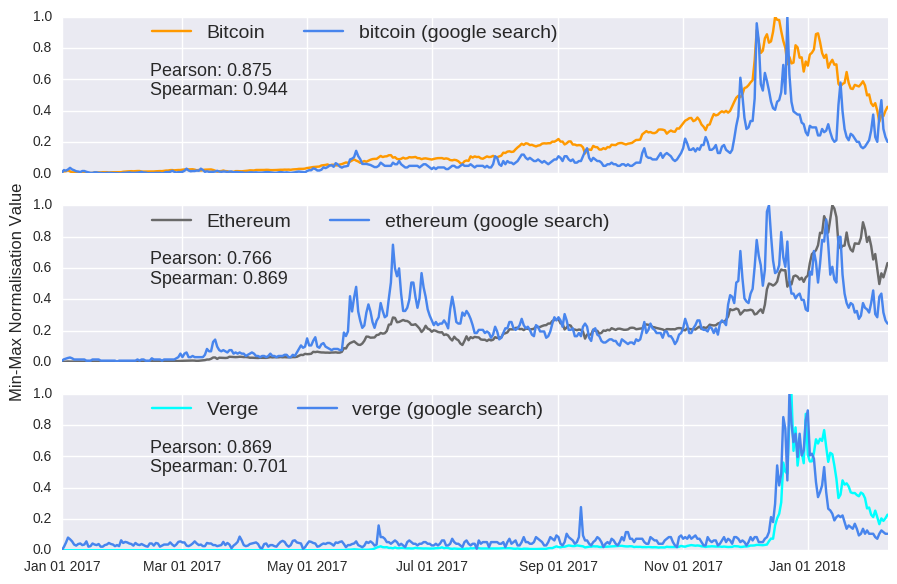 Min-Max Normalisation Value
1.0
0.8
0.6
0.4
0.2
0.0
Bitcoin bitcoin (google search)
Pearson: 0.875
Spearman: 0.944
1.0
0.8
0.6
0.4
0.2
0.0
Ethereum ethereum (google search)
Pearson: 0.766
Spearman: 0.869
1.0
0.8
0.6
0.4
0.2
0.0
Verge verge (google search)
Pearson: 0.869
Spearman: 0.701
Jan 01 2017 Mar 01 2017 May 01 2017 Jul 01 2017 Sep 01 2017 Nov 01 2017 Jan 01 2018